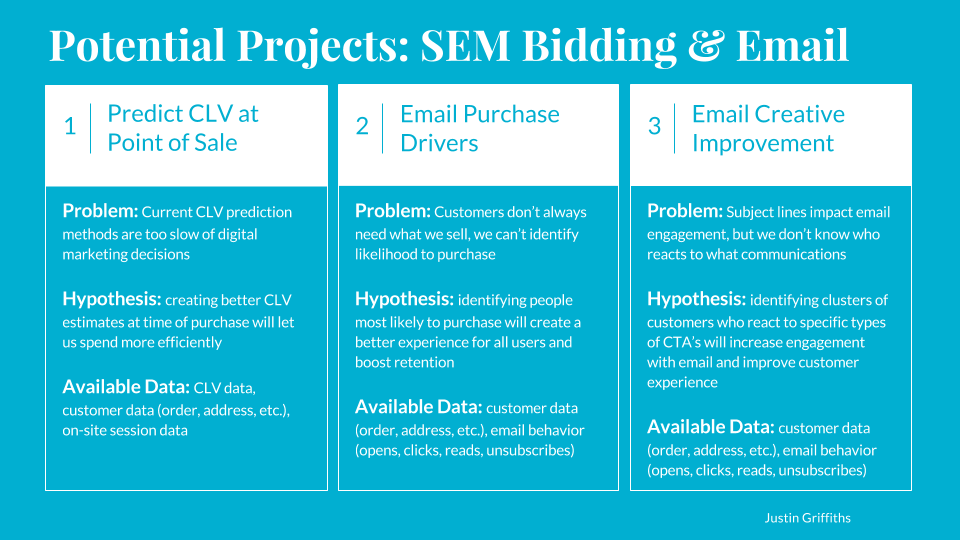 Potential Projects: SEM Bidding & Email
1
Predict CLV at
Point of Sale
Problem: Current CLV prediction
methods are too slow of digital
marketing decisions
Hypothesis: creating better CLV
estimates at time of purchase will let
us spend more efficiently
Available Data: CLV data,
customer data (order, address, etc.),
on-site session data
2
Email Purchase
Drivers
Problem: Customers don't always
need what we sell, we can't identify
likelihood to purchase
Hypothesis: identifying people
most likely to purchase will create a
better experience for all users and
boost retention
Available Data: customer data
(order, address, etc.), email behavior
(opens, clicks, reads, unsubscribes)
3
Email Creative
Improvement
Problem: Subject lines impact email
engagement, but we don't know who
reacts to what communications
Hypothesis: identifying clusters of
customers who react to specific types
of CTA's will increase engagement
with email and improve customer
experience
Available Data: customer data
(order, address, etc.), email behavior
(opens, clicks, reads, unsubscribes)
Justin Griffiths